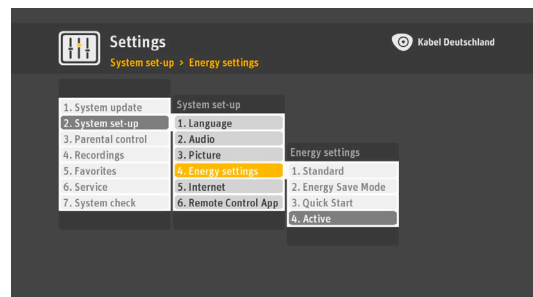 Settings
Kabel Deutschland
System set-up > Energy settings
1. System update
2. System set-up
3. Parental control
4. Recordings
5. Favorites
6. Service
7. System check
System set-up
1. Language
2. Audio
3. Picture
4. Energy settings
5. Internet
6. Remote Control App
Energy settings
1. Standard
2. Energy Save Mode
3. Quick Start
4. Active